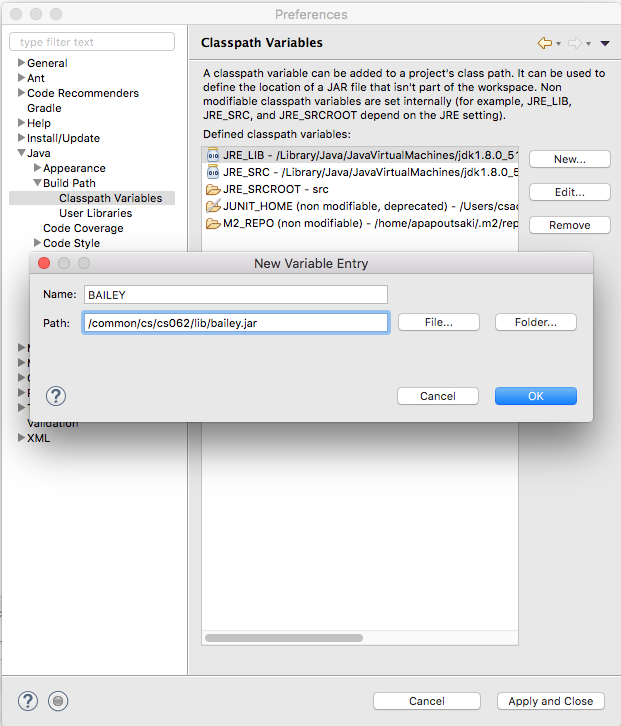 Preferences
type filter text
Classpath Variables
General
Ant
Code Recommenders
Gradle
Help
Install/Update
Java
Appearance
Build Path
Classpath Variables
User Libraries
Code Coverage
Code Style
A classpath variable can be added to a project's class path. It can be used to
define the location of a JAR file that isn't part of the workspace. Non
modifiable classpath variables are set internally (for example, JRE_LIB,
JRE_SRC, and JRE_SRCROOT depend on the JRE setting).
Defined classpath variables:
JRE_LIB - /Library/Java/JavaVirtualMachines/jdk1.8.0_51
JRE_SRC - /Library/Java/JavaVirtualMachines/jdk1.8.0_5
JRE_SRCROOT - src
JUNIT_HOME (non modifiable, deprecated) - /Users/csac
M2_REPO (non modifiable) - /home/apapoutsaki/.m2/rep
New...
Edit...
Remove
New Variable Entry
Name:
BAILEY
Path:
/common/cs/cs062/lib/bailey.jar
File...
Folder...
?
Cancel
OK
Validation
XML
?
Cancel
Apply and Close